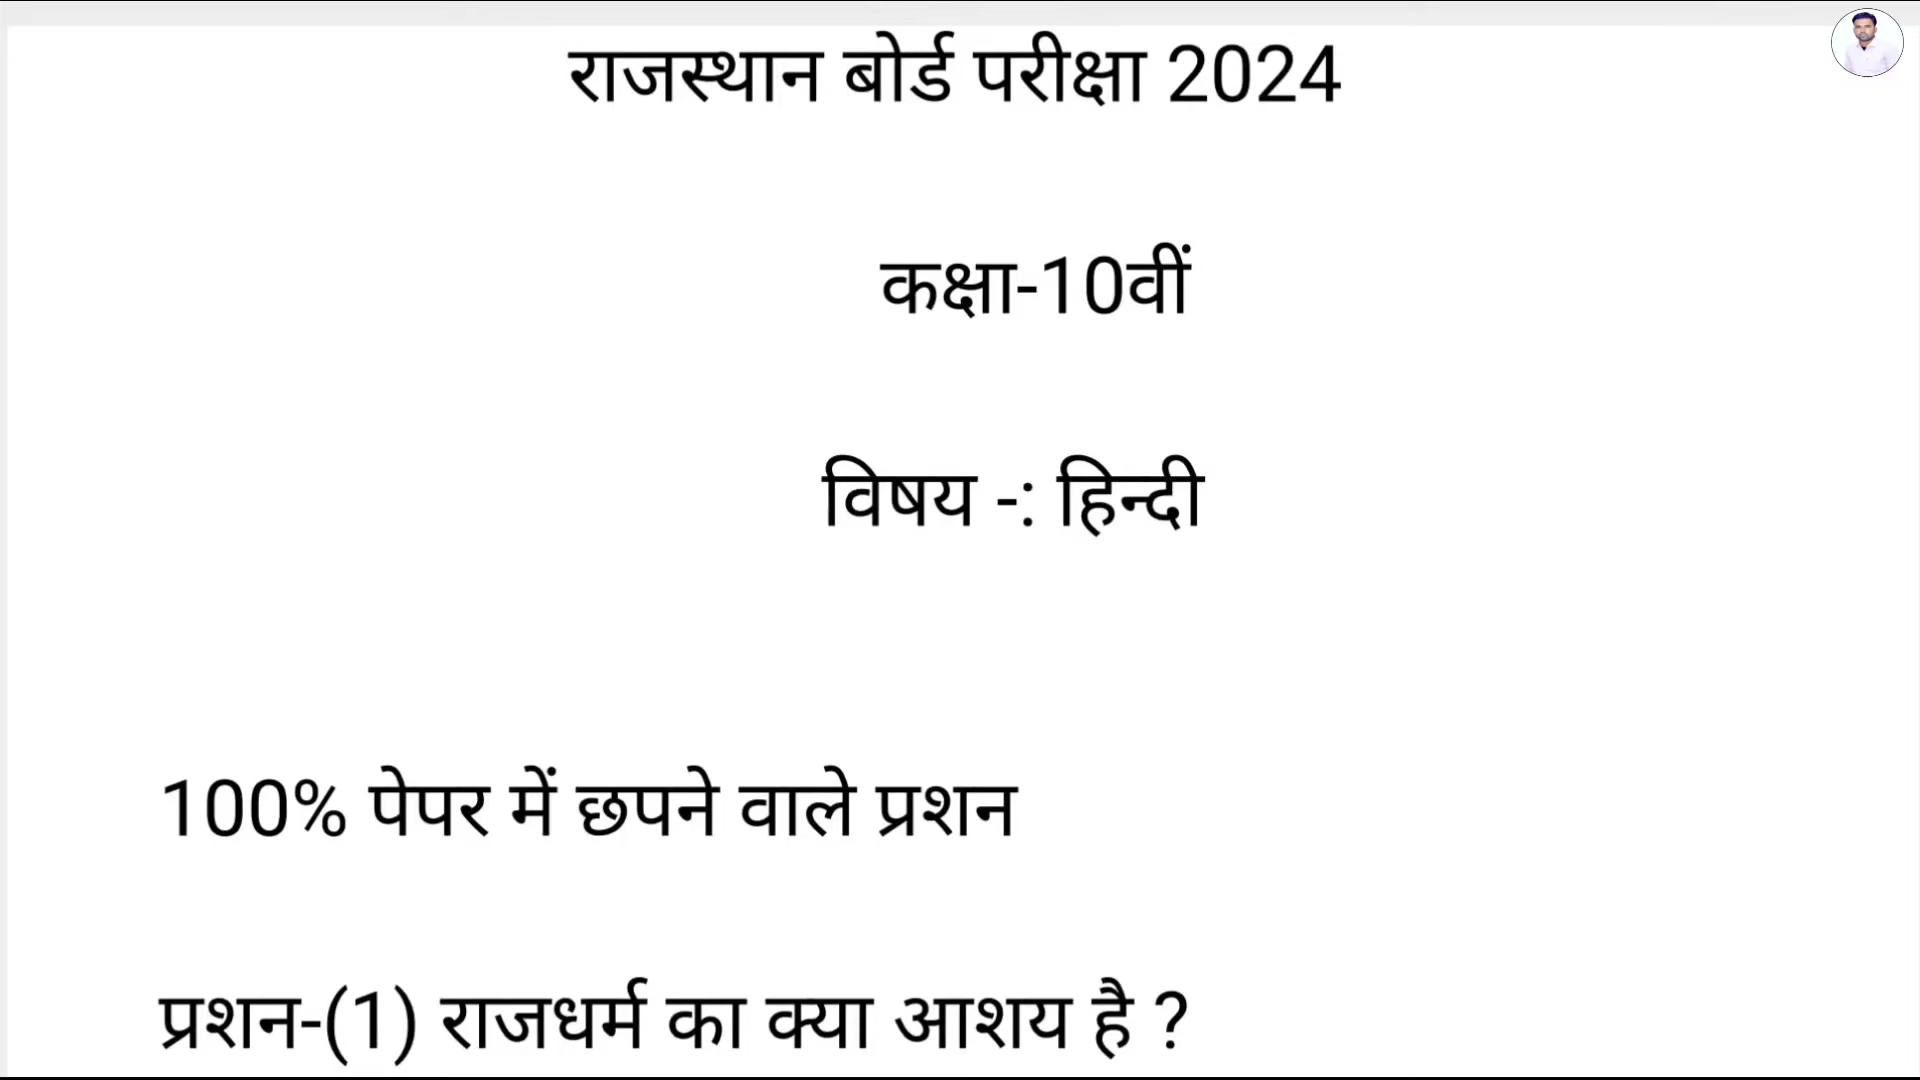 राजस्थान बोर्ड परीक्षा 2024
कक्षा-10वीं
विषय -: हिन्दी
100% पेपर में छपने वाले प्रशन
प्रशन-(1) राजधर्म का क्या आशय है ?